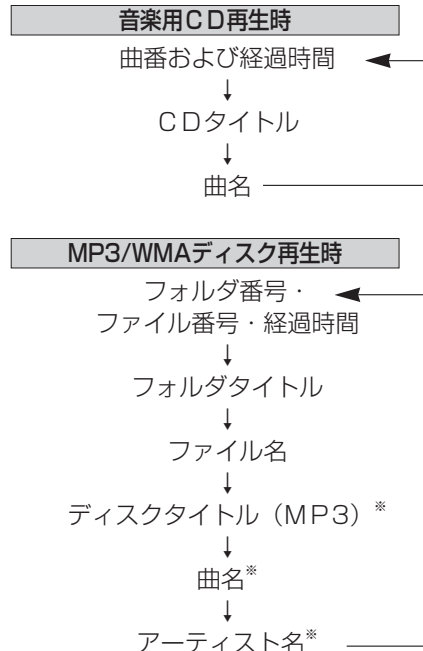 音楽用CD再生時
曲番および経過時間
↓
CDタイトル
↓
曲名
MP3/WMAディスク再生時
フォルダ番号・
ファイル番号・経過時間
↓
フォルダタイトル
↓
ファイル名
↓
ディスクタイトル（MP3）※
↓
曲名※
↓
アーティスト名※